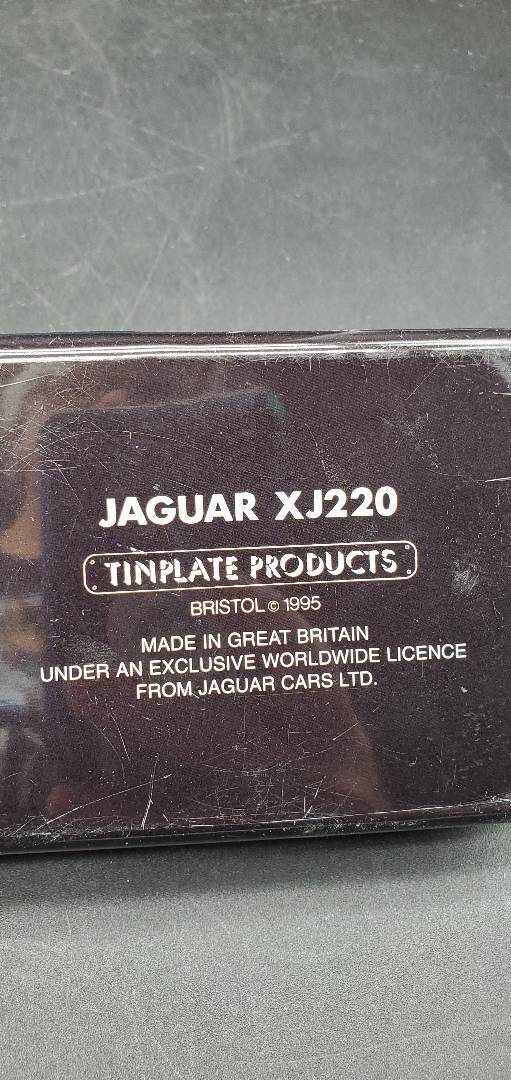 JAGUAR XJ220
TINPLATE PRODUCTS
BRISTOL © 1995
MADE IN GREAT BRITAIN
UNDER AN EXCLUSIVE WORLDWIDE LICENCE
FROM JAGUAR CARS LTD.